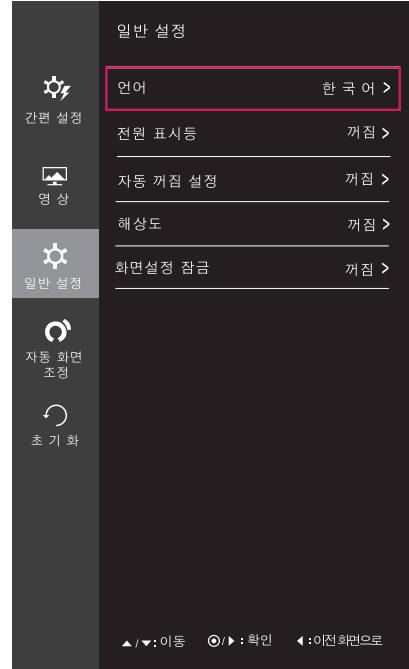 일반 설정
간편 설정
영 상
일반 설정
자동 화면
조정
초 기 화
언어 한 국 어 >
전원 표시등 꺼짐 >
자동 꺼짐 설정 꺼짐 >
해상도 꺼짐 >
화면설정 잠금 꺼짐 >
▲/▼:이동 ◉/▶ : 확인 ◀ :이전 화면으로